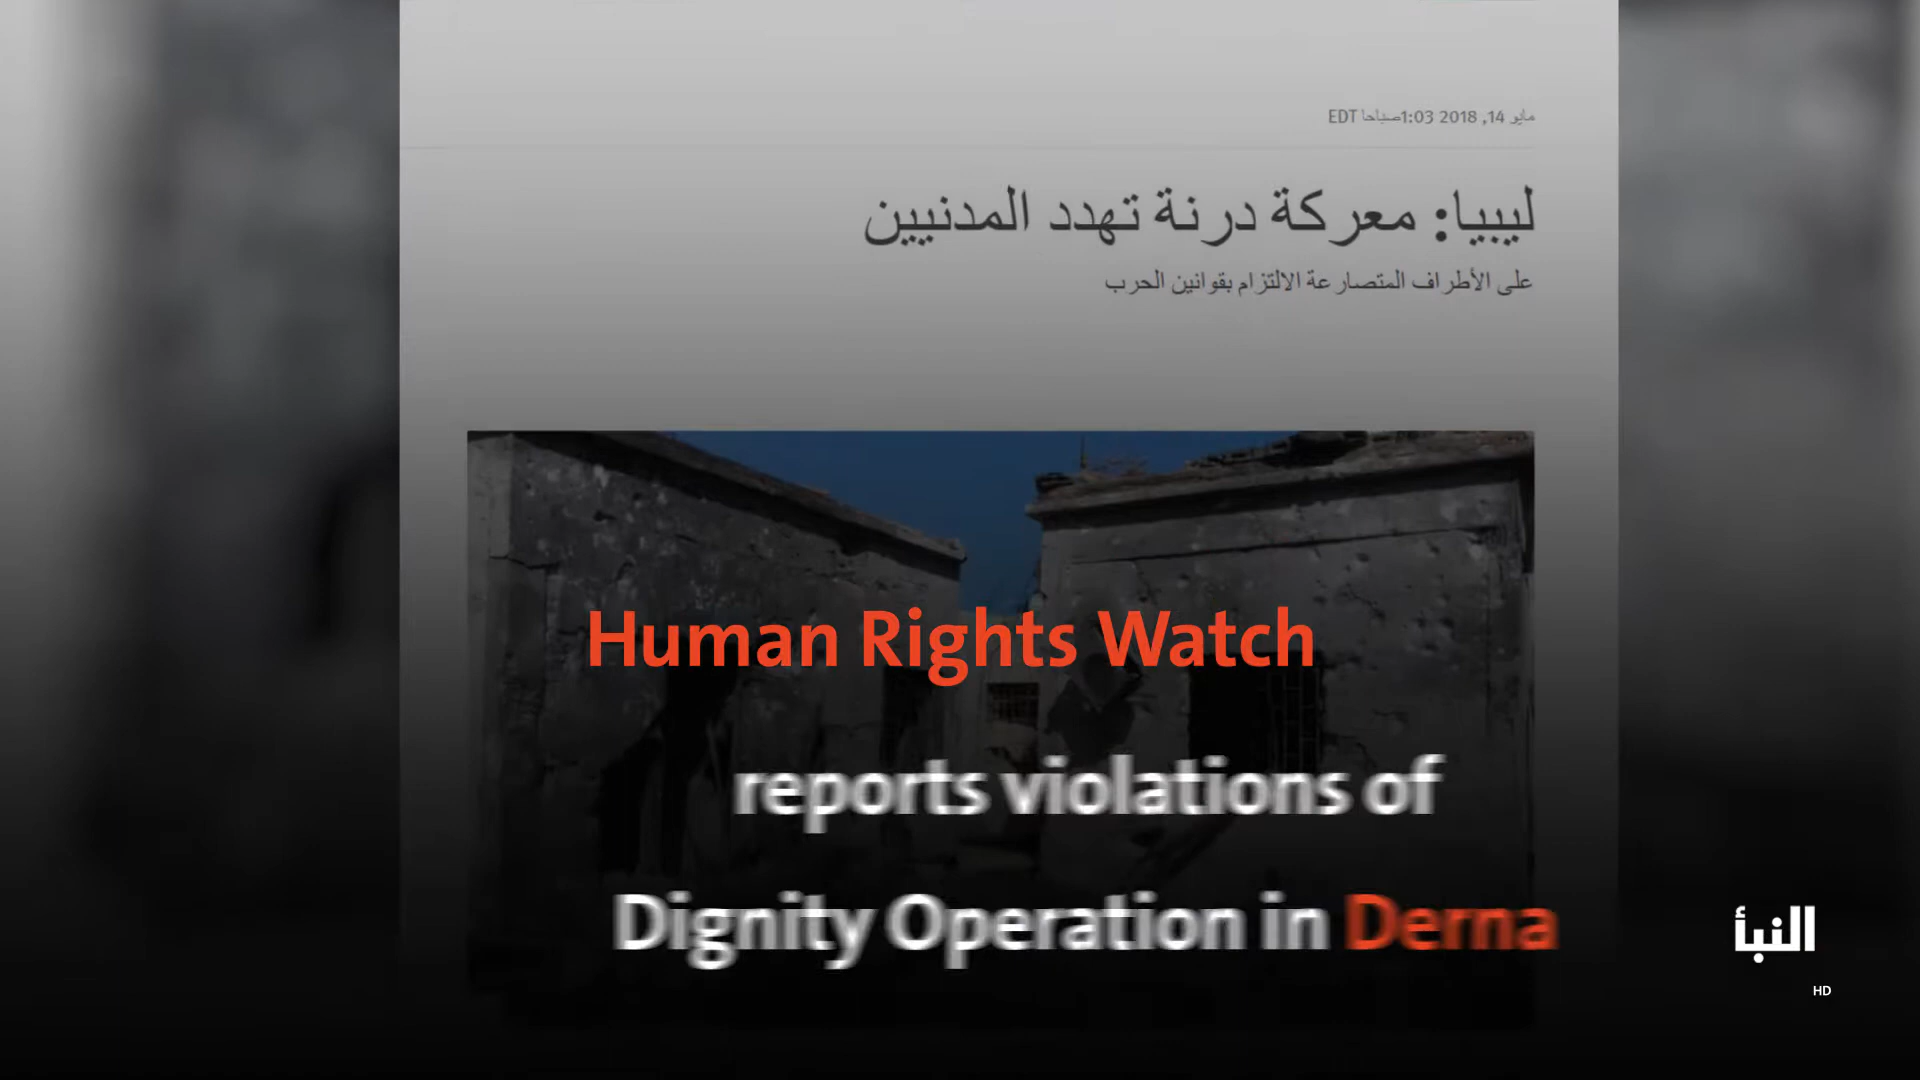 مايو 14, 2018 1:03صباحا EDT
ليبيا: معركة درنة تهدد المدنيين
على الأطراف المتصارعة الالتزام بقوانين الحرب
Human Rights Watch
reports violations of
Dignity Operation in Derna
النبأ
HD